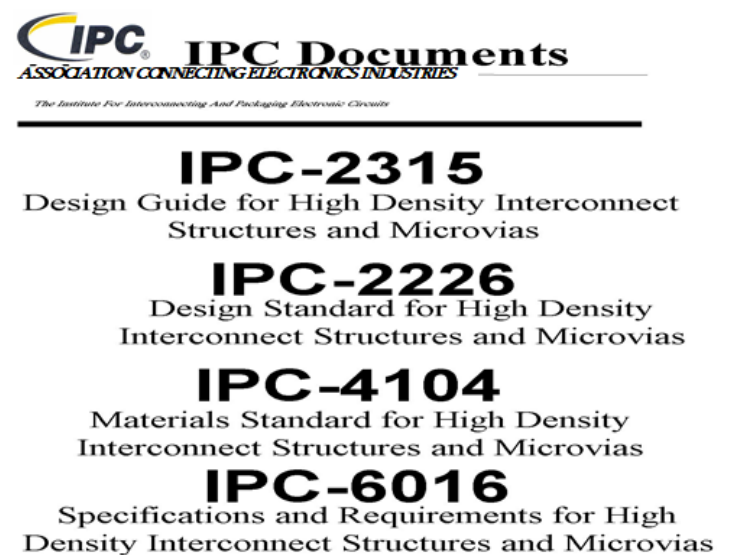 IPC®
IPC Documents
ASSOCIATION CONNECTING ELECTRONICS INDUSTRIES
The Institute For Interconnecting And Packaging Electronic Circuits
IPC-2315
Design Guide for High Density Interconnect
Structures and Microvias
IPC-2226
Design Standard for High Density
Interconnect Structures and Microvias
IPC-4104
Materials Standard for High Density
Interconnect Structures and Microvias
IPC-6016
Specifications and Requirements for High
Density Interconnect Structures and Microvias